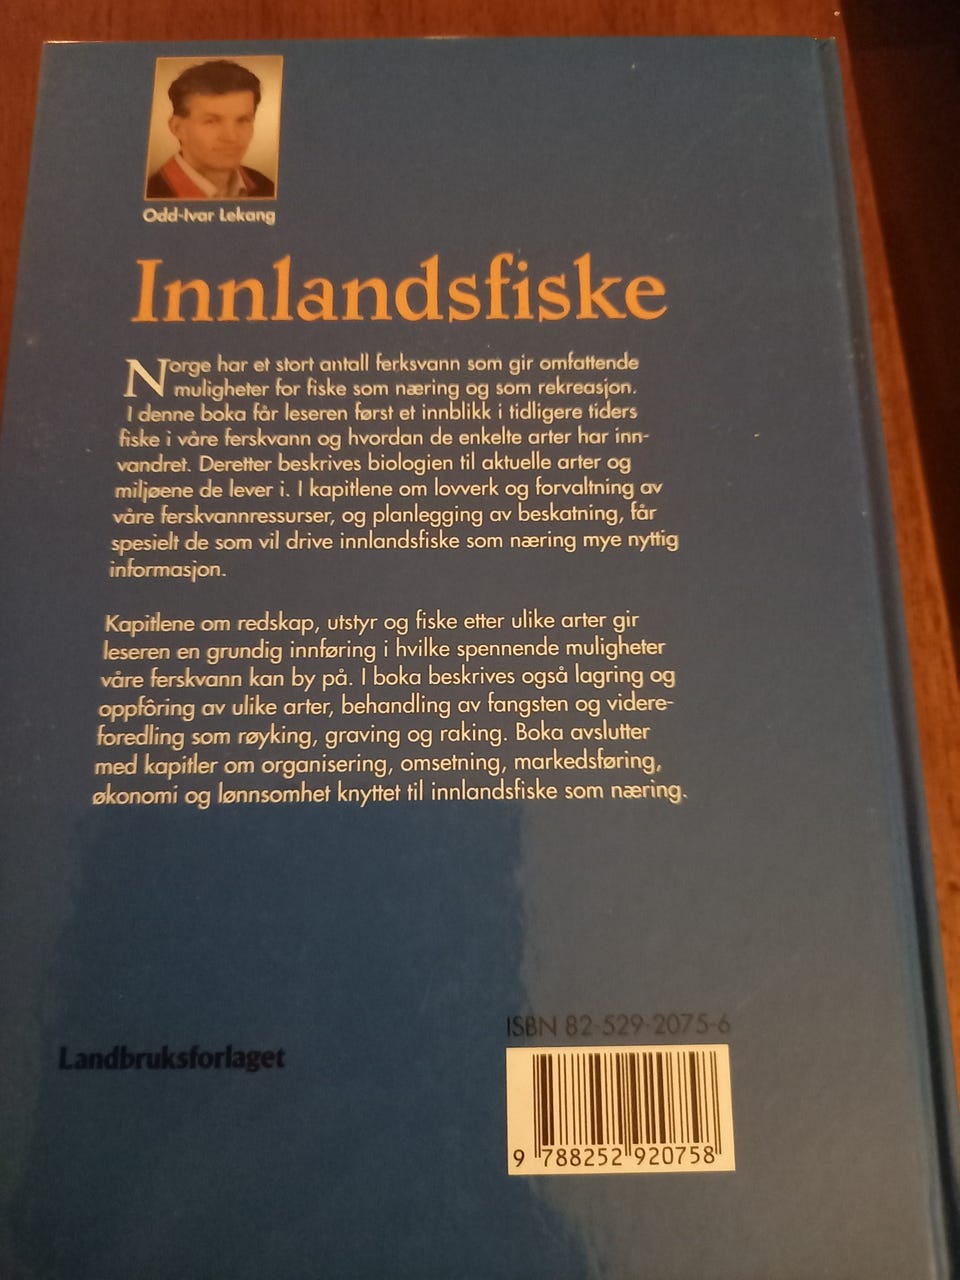 Odd-Ivar Lekang
Innlandsfiske
Norge har et stort antall ferksvann som gir omfattende
muligheter for fiske som næring og som rekreasjon.
I denne boka får leseren først et innblikk i tidligere tiders
fiske i våre ferskvann og hvordan de enkelte arter har inn-
vandret. Deretter beskrives biologien til aktuelle arter og
miljøene de lever i. I kapitlene om lovverk og forvaltning av
våre ferskvannressurser, og planlegging av beskatning, får
spesielt de som vil drive innlandsfiske som næring mye nyttig
informasjon.
Kapitlene om redskap, utstyr og fiske etter ulike arter gir
leseren en grundig innføring i hvilke spennende muligheter
våre ferskvann kan by på. I boka beskrives også lagring og
oppfôring av ulike arter, behandling av fangsten og videre-
foredling som røyking, graving og raking. Boka avslutter
med kapitler om organisering, omsetning, markedsføring,
økonomi og lønnsomhet knyttet til innlandsfiske som næring.
ISBN 82-529-2075-6
Landbruksforlaget
9 788252 920758